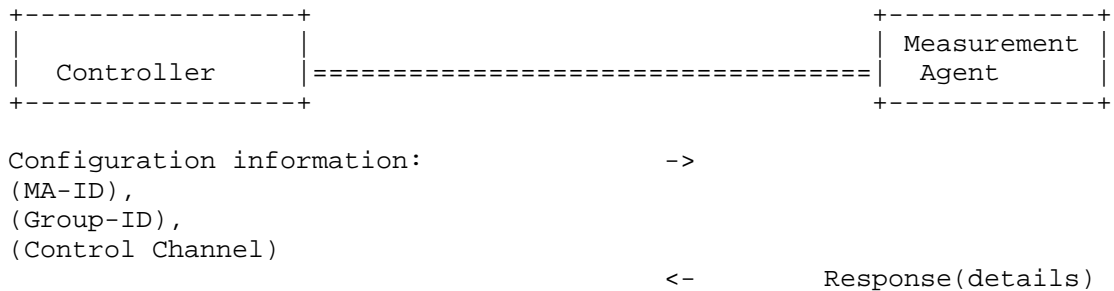 +-----------------+                                   +-------------+
|                 |                                   | Measurement |
|   Controller    |===================================|  Agent      |
+-----------------+                                   +-------------+

Configuration information:               ->
(MA-ID),
(Group-ID),
(Control Channel)
                                         <-        Response(details)